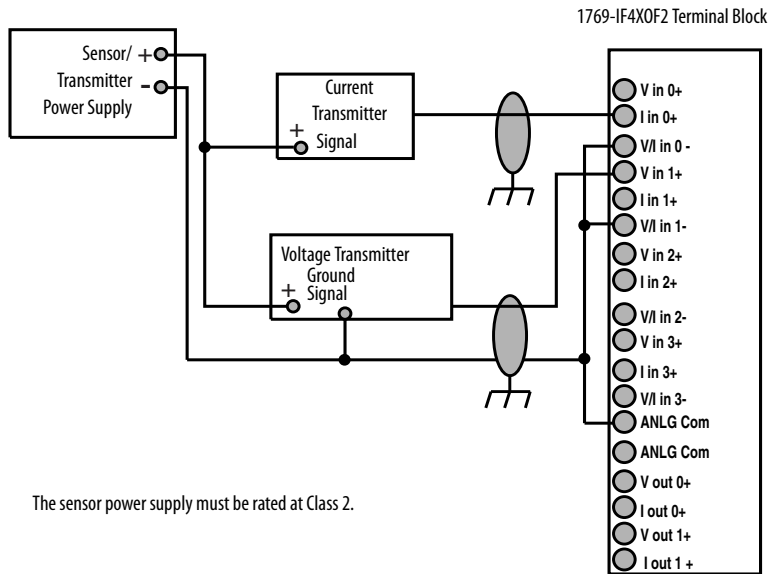 1769-IF4XOF2 Terminal Block
Sensor/ +
Transmitter -
Power Supply
Current
Transmitter
+ Signal
Voltage Transmitter
Ground
+ Signal
V in 0+
I in 0+
V/I in 0 -
V in 1+
I in 1+
V/I in 1-
V in 2+
I in 2+
V/I in 2-
V in 3+
I in 3+
V/I in 3-
ANLG Com
ANLG Com
V out 0+
I out 0+
V out 1+
I out 1 +
The sensor power supply must be rated at Class 2.